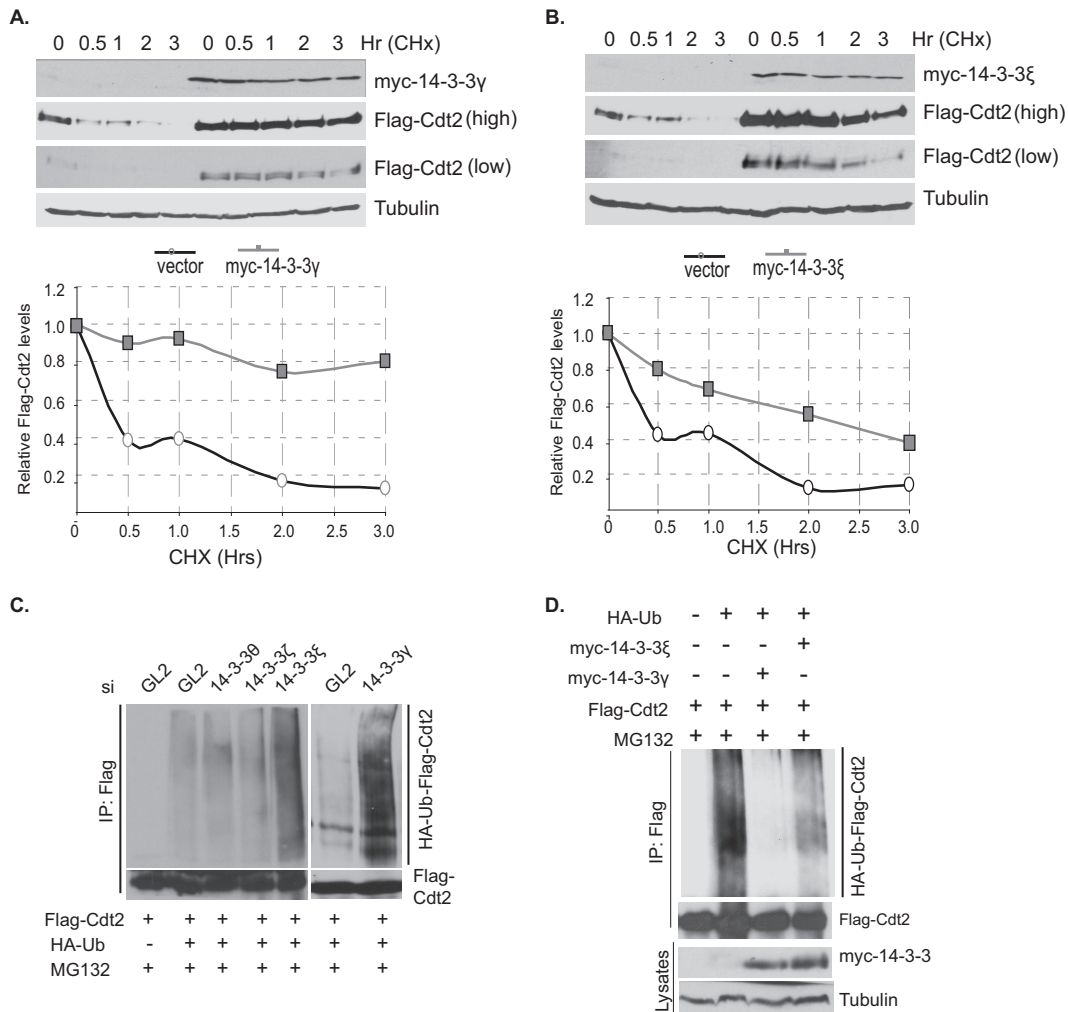 A.
0 0.5 1 2 3 0 0.5 1 2 3 Hr (CHx)
myc-14-3-3γ
Flag-Cdt2 (high)
Flag-Cdt2 (low)
Tubulin
vector myc-14-3-3γ
Relative Flag-Cdt2 levels
1.2
1.0
0.8
0.6
0.4
0.2
0 0.5 1.0 1.5 2.0 2.5 3.0
CHX (Hrs)
B.
0 0.5 1 2 3 0 0.5 1 2 3 Hr (CHx)
myc-14-3-3ξ
Flag-Cdt2 (high)
Flag-Cdt2 (low)
Tubulin
vector myc-14-3-3ξ
Relative Flag-Cdt2 levels
1.2
1.0
0.8
0.6
0.4
0.2
0 0.5 1.0 1.5 2.0 2.5 3.0
CHX (Hrs)
C.
si GL2 GL2 14-3-3θ 14-3-3ζ 14-3-3ξ GL2 14-3-3γ
IP: Flag
HA-Ub-Flag-Cdt2
Flag-
Cdt2
Flag-Cdt2 + + + + + + +
HA-Ub - + + + + + +
MG132 + + + + + + +
D.
HA-Ub - + + +
myc-14-3-3ξ - - - +
myc-14-3-3γ - - + -
Flag-Cdt2 + + + +
MG132 + + + +
IP: Flag
HA-Ub-Flag-Cdt2
Flag-Cdt2
Lysates
myc-14-3-3
Tubulin